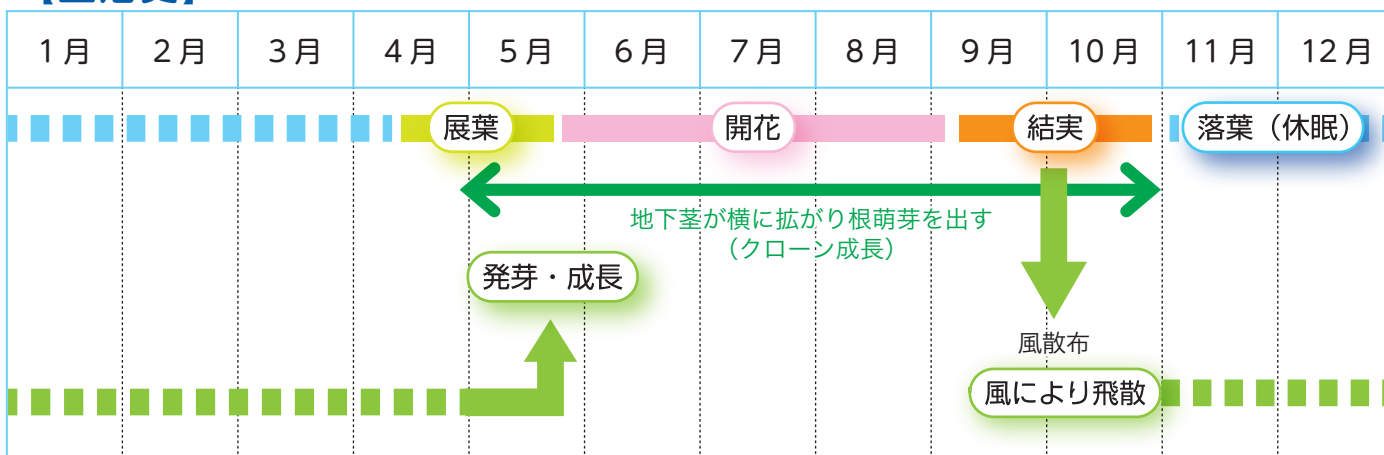 1月 2月 3月 4月 5月 6月 7月 8月 9月 10月 11月 12月
展葉 開花 結実 落葉（休眠）
地下茎が横に拡がり根萌芽を出す
（クローン成長）
発芽・成長
風散布
風により飛散